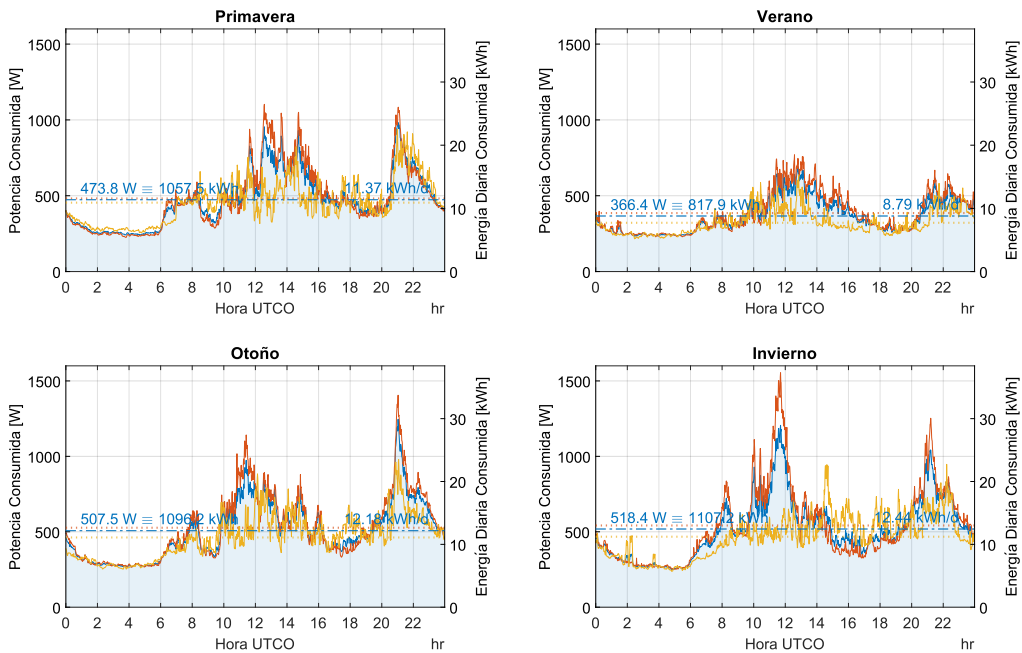 Primavera
Potencia Consumida [W]
1500
1000
500
0
473.8 W ≡ 1057.5 kWh
11.37 kWh/d
30
20
10
0
Energía Diaria Consumida [kWh]
0 2 4 6 8 10 12 14 16 18 20 22
Hora UTCO
hr
Verano
Potencia Consumida [W]
1500
1000
500
0
366.4 W ≡ 817.9 kWh
8.79 kWh/d
30
20
10
0
Energía Diaria Consumida [kWh]
0 2 4 6 8 10 12 14 16 18 20 22
Hora UTCO
hr
Otoño
Potencia Consumida [W]
1500
1000
500
0
507.5 W ≡ 1096.2 kWh
12.18 kWh/d
30
20
10
0
Energía Diaria Consumida [kWh]
0 2 4 6 8 10 12 14 16 18 20 22
Hora UTCO
hr
Invierno
Potencia Consumida [W]
1500
1000
500
0
518.4 W ≡ 1107.2 kWh
12.44 kWh/d
30
20
10
0
Energía Diaria Consumida [kWh]
0 2 4 6 8 10 12 14 16 18 20 22
Hora UTCO
hr